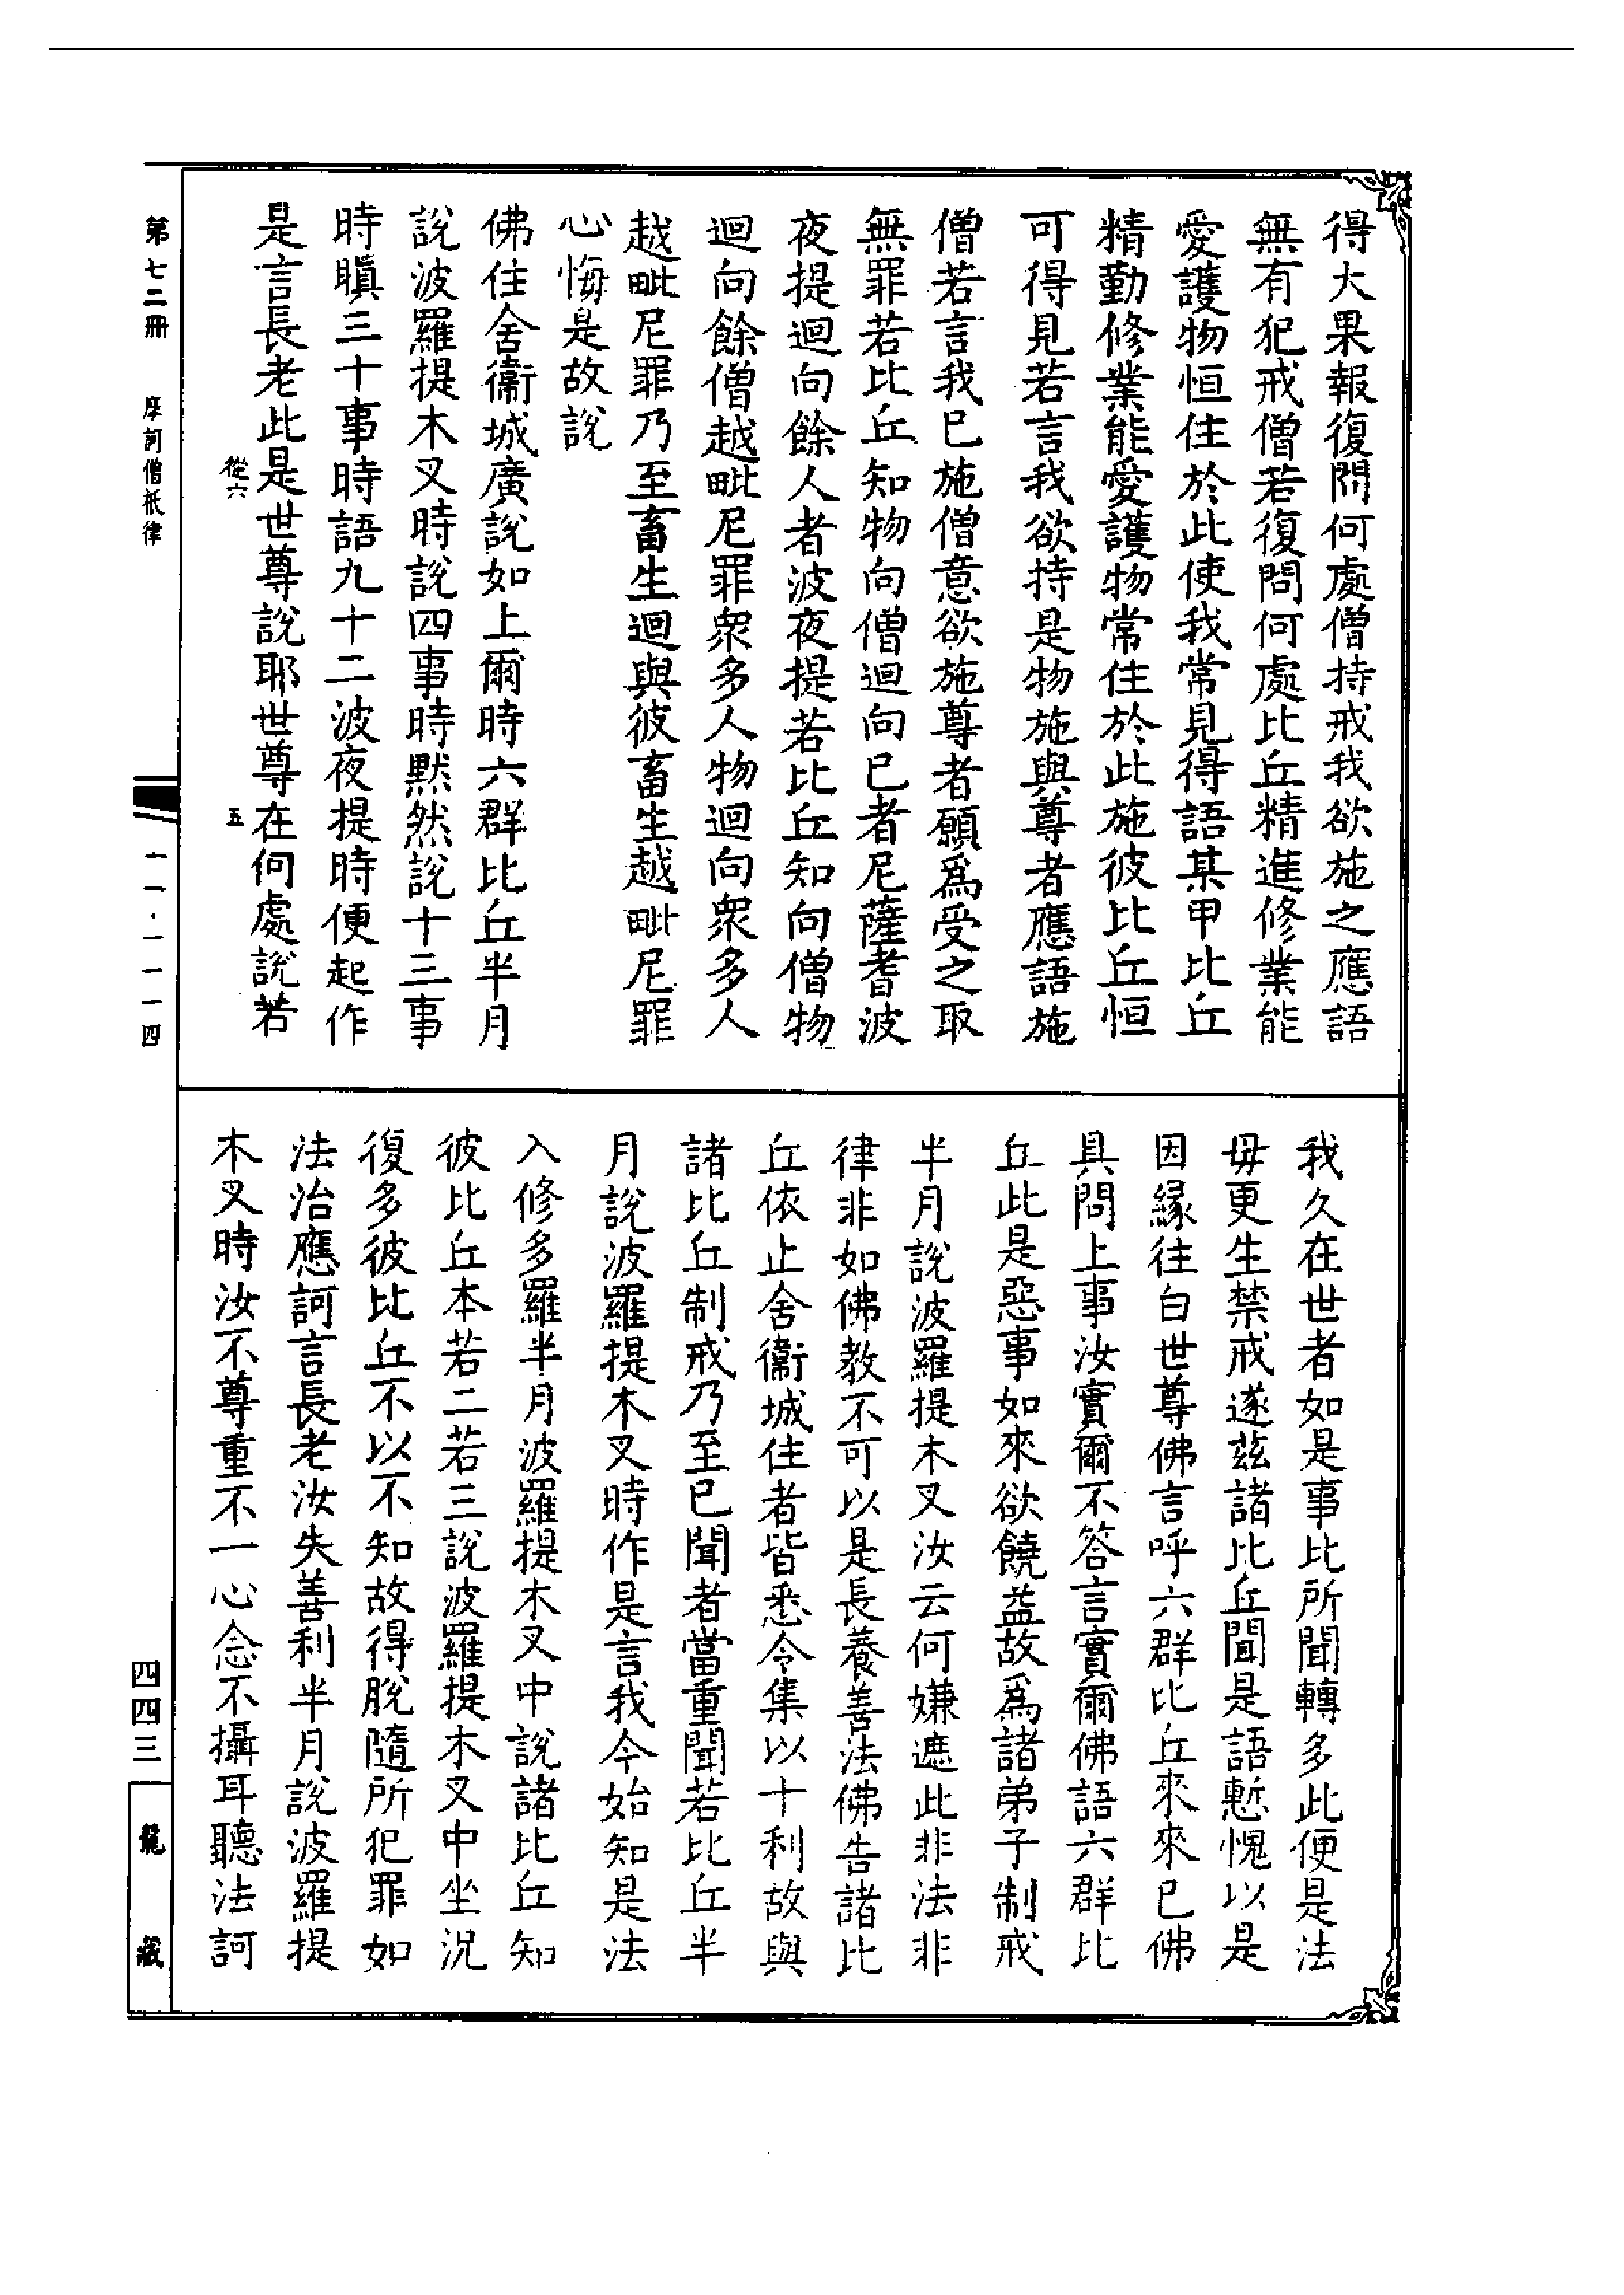 得大果報復問何處僧持戒我欲施之應語
無有犯戒僧若復問何處比丘精進修業能
愛護物恒住於此使我常見得語某甲比丘
精勤修業能愛護物常住於此施彼比丘恒
可得見若言我欲持是物施與尊者應語施
僧若言我已施僧意欲施尊者願爲受之取
無罪若比丘知物向僧迴向已者尼薩耆波
夜提迴向餘人者波夜提若比丘知向僧物
迴向餘僧越毗尼罪衆多人物迴向衆多人
越毗尼罪乃至畜生迴與彼畜生越毗尼罪
心悔是故說
佛住舍衞城廣說如上爾時六群比丘半月
說波羅提木叉時說四事時默然說十三事
時瞋三十事時語九十二波夜提時便起作
是言長老此是世尊說耶世尊在何處說若
從六
五
我久在世者如是事比所聞轉多此便是法
毋更生禁戒遂玆諸比丘聞是語慙愧以是
因緣往白世尊佛言呼六群比丘來來已佛
具問上事汝實爾不答言實爾佛語六群比
丘此是惡事如來欲饒益故爲諸弟子制戒
半月說波羅提木叉汝云何嫌遮此非法非
律非如佛教不可以是長養善法佛告諸比
丘依止舍衞城住者皆悉令集以十利故與
諸比丘制戒乃至已聞者當重聞若比丘半
月說波羅提木叉時作是言我今始知是法
入修多羅半月波羅提木叉中說諸比丘知
彼比丘本若二若三說波羅提木叉中坐況
復多彼比丘不以不知故得脫隨所犯罪如
法治應訶言長老汝失善利半月說波羅提
木叉時汝不尊重不一心念不攝耳聽法訶
第七二冊 摩訶僧祇律 一一·一一一四
四四三
龍藏